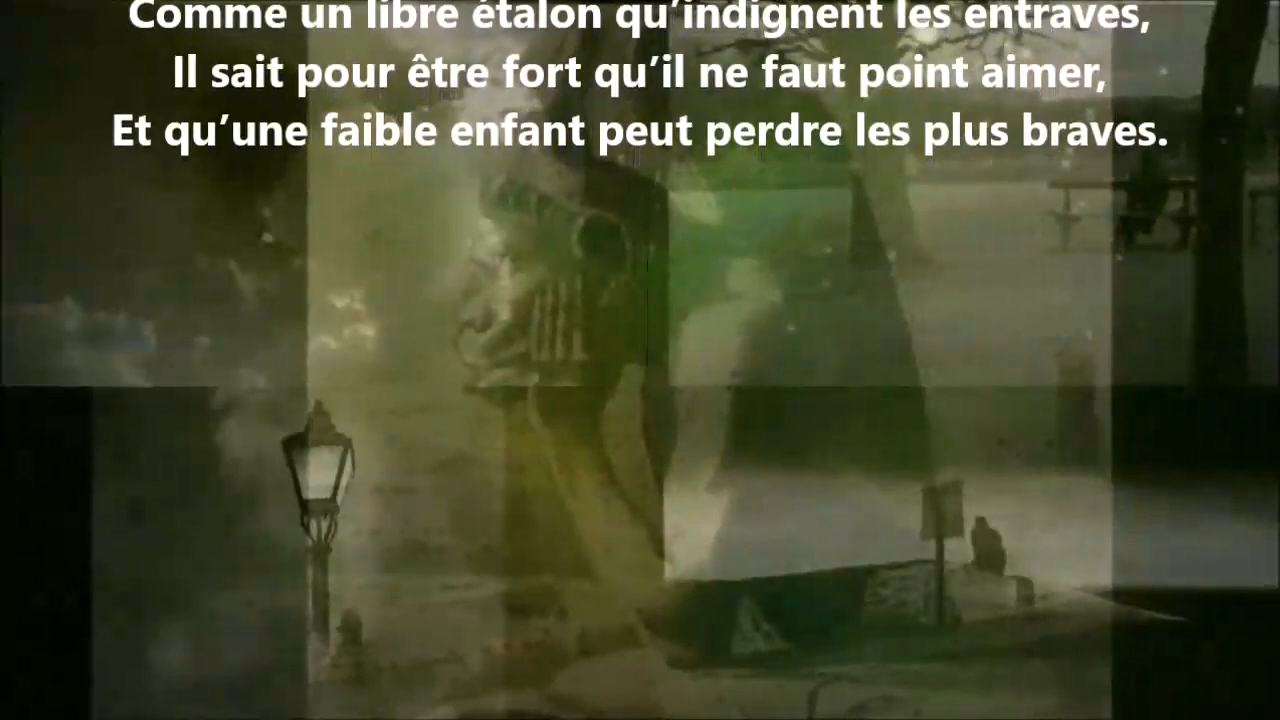 Comme un libre étalon qu’indignent les entraves,
Il sait pour être fort qu’il ne faut point aimer,
Et qu’une faible enfant peut perdre les plus braves.